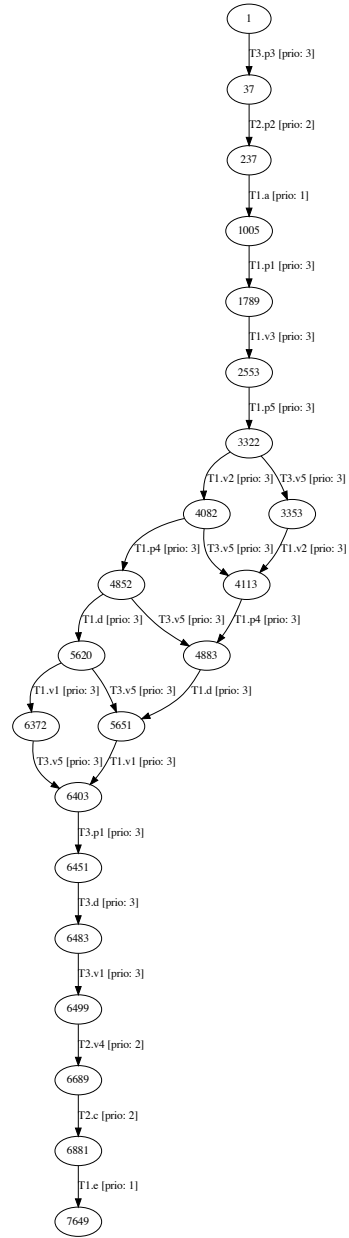 1
T3.p3 [prio: 3]
37
T2.p2 [prio: 2]
237
T1.a [prio: 1]
1005
T1.p1 [prio: 3]
1789
T1.v3 [prio: 3]
2553
T1.p5 [prio: 3]
3322
T1.v2 [prio: 3] T3.v5 [prio: 3]
4082 3353
T1.p4 [prio: 3] T3.v5 [prio: 3] T1.v2 [prio: 3]
4852 4113
T1.d [prio: 3] T3.v5 [prio: 3] T1.p4 [prio: 3]
5620 4883
T1.v1 [prio: 3] T3.v5 [prio: 3] T1.d [prio: 3]
6372 5651
T3.v5 [prio: 3] T1.v1 [prio: 3]
6403
T3.p1 [prio: 3]
6451
T3.d [prio: 3]
6483
T3.v1 [prio: 3]
6499
T2.v4 [prio: 2]
6689
T2.c [prio: 2]
6881
T1.e [prio: 1]
7649